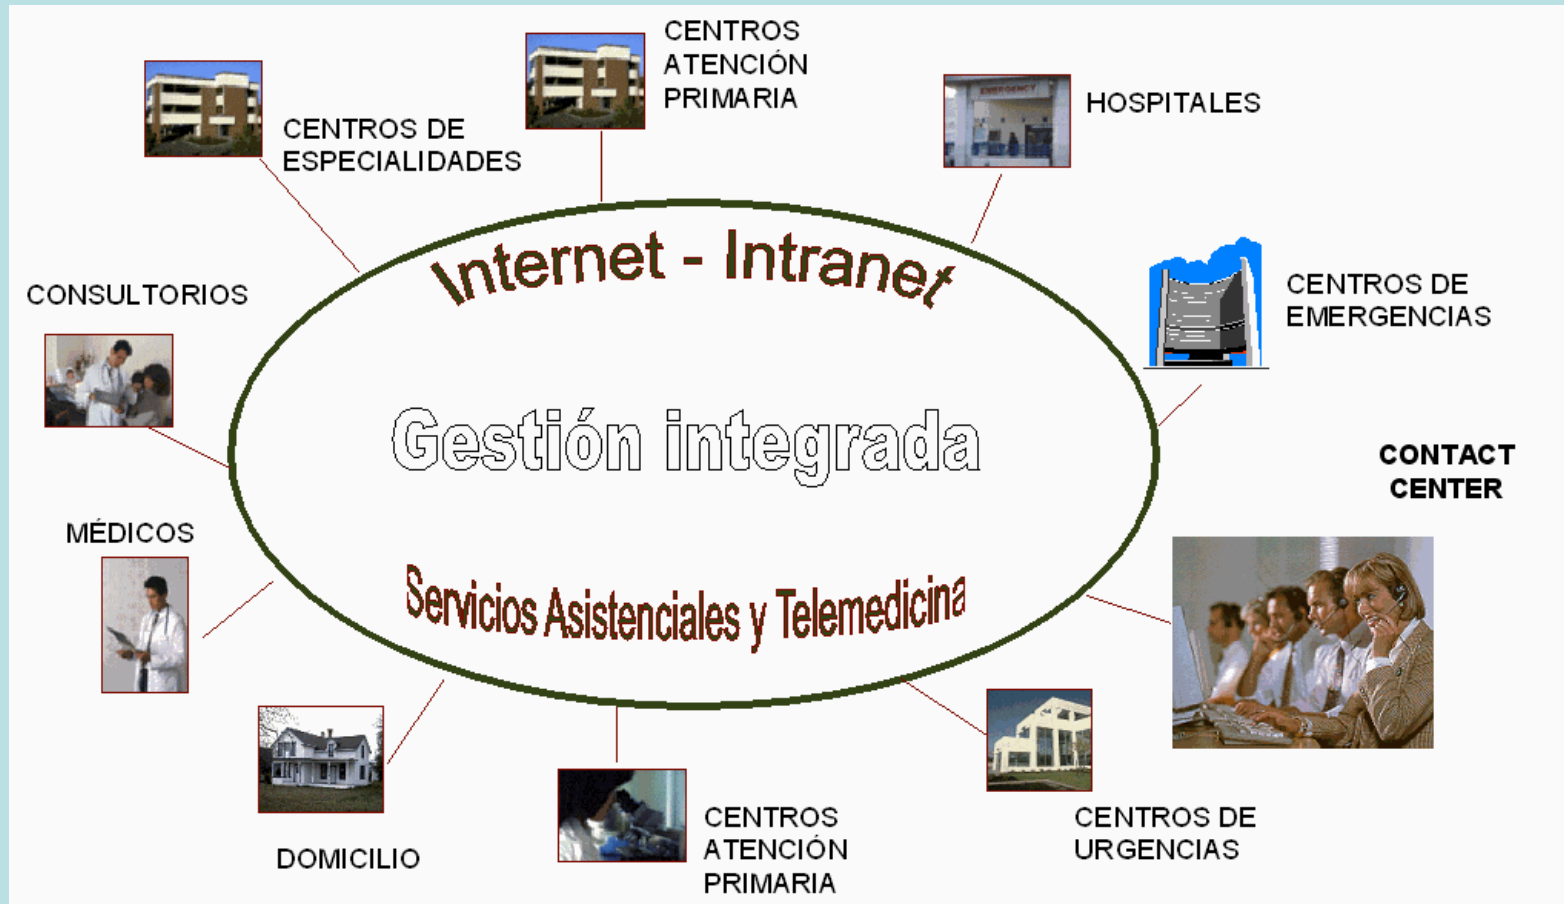 CENTROS
ATENCIÓN
PRIMARIA
CENTROS DE
ESPECIALIDADES
EMERGENCY
HOSPITALES
Internet - Intranet
CENTROS DE
EMERGENCIAS
CONSULTORIOS
Gestión integrada
CONTACT
CENTER
MÉDICOS
Servicios Asistenciales y Telemedicina
DOMICILIO
CENTROS
ATENCIÓN
PRIMARIA
CENTROS DE
URGENCIAS